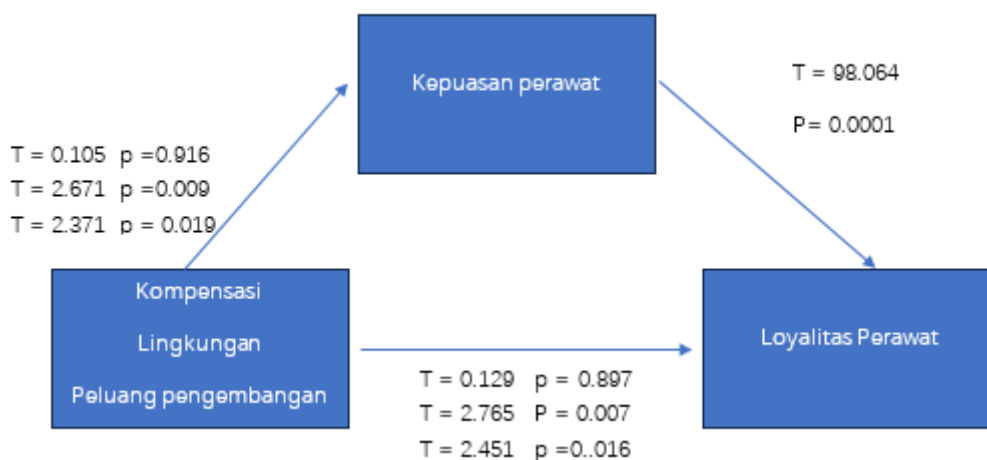 Kepuasan perawat
T = 98.064
P= 0.0001
T = 0.105 p =0.916
T = 2.671 p =0.009
T = 2.371 p = 0.019
Kompensasi
Lingkungan
Peluang pengembangan
Loyalitas Perawat
T = 0.129 p = 0.897
T = 2.765 P = 0.007
T = 2.451 p =0..016